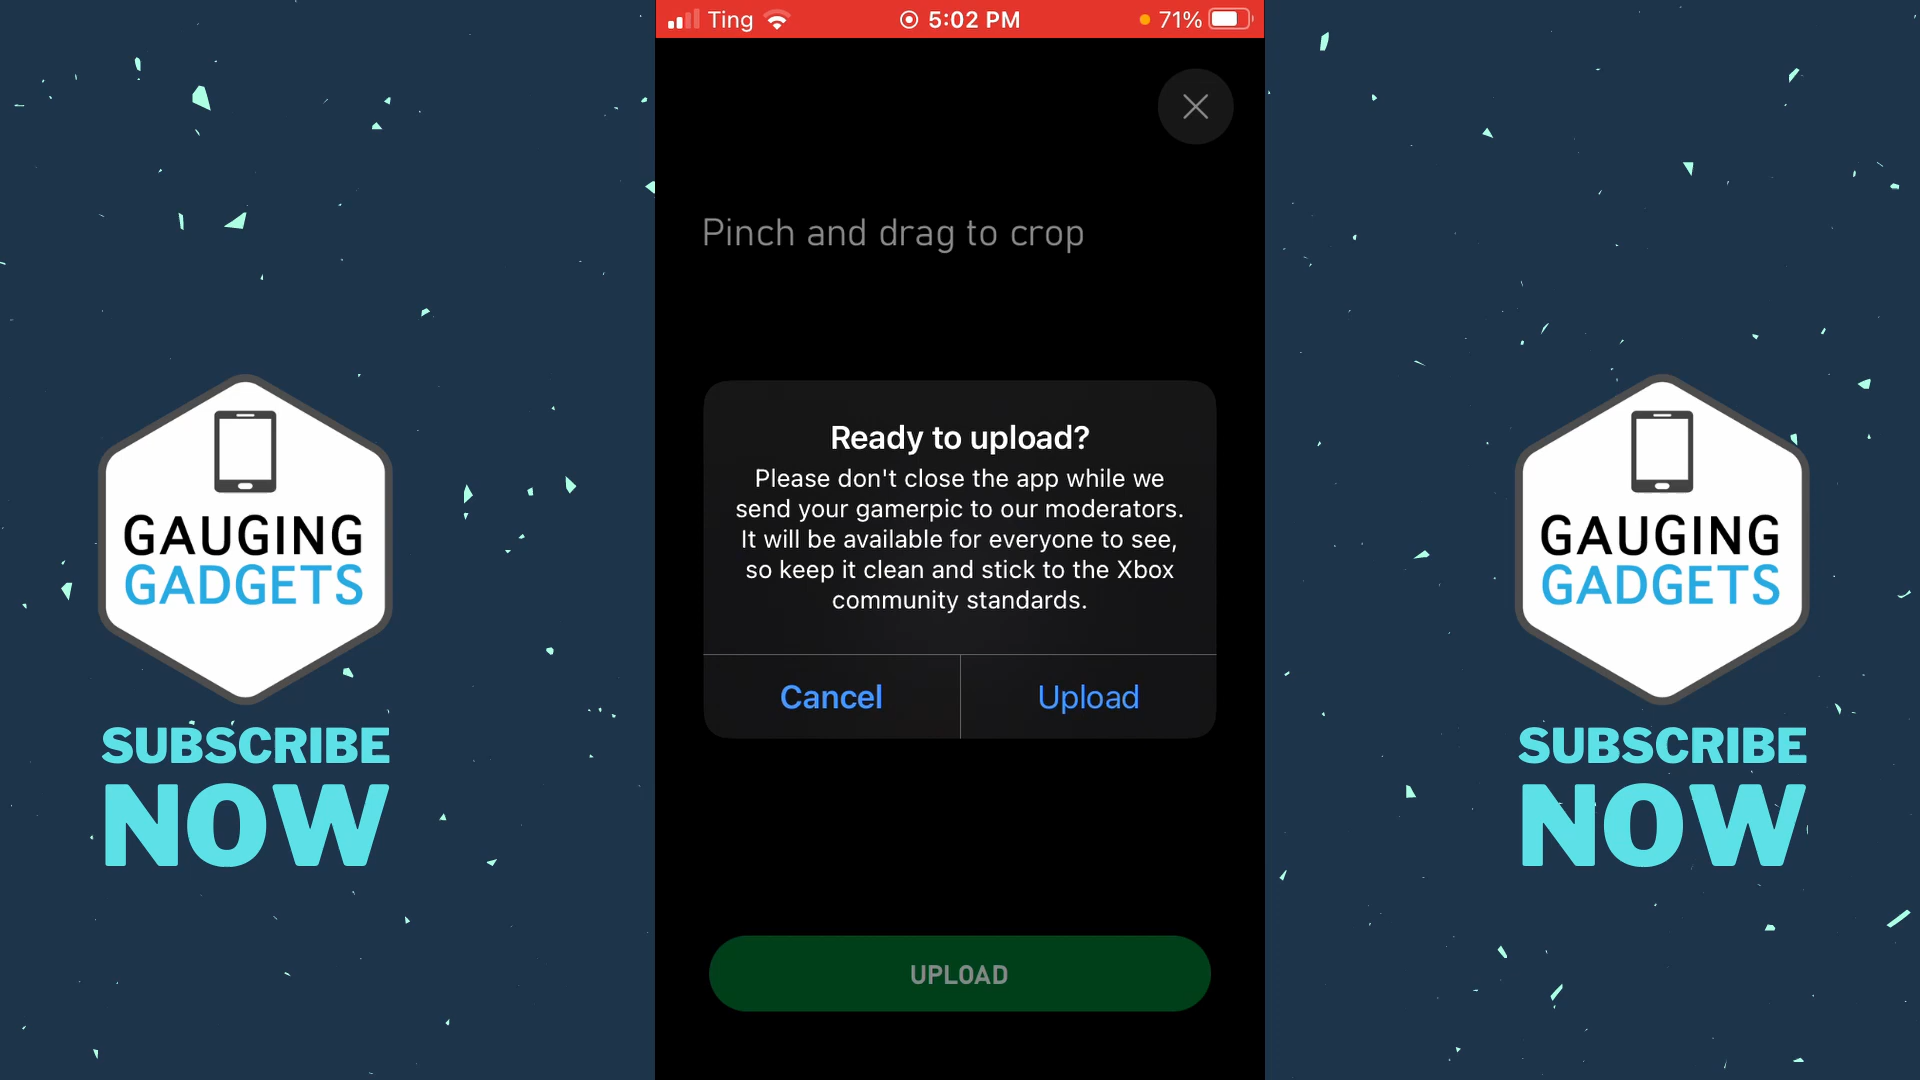 Ting 5:02 PM 71%
Pinch and drag to crop
Ready to upload?
Please don't close the app while we
send your gamerpic to our moderators.
It will be available for everyone to see,
so keep it clean and stick to the Xbox
community standards.
Cancel Upload
UPLOAD
GAUGING
GADGETS
SUBSCRIBE
NOW
GAUGING
GADGETS
SUBSCRIBE
NOW